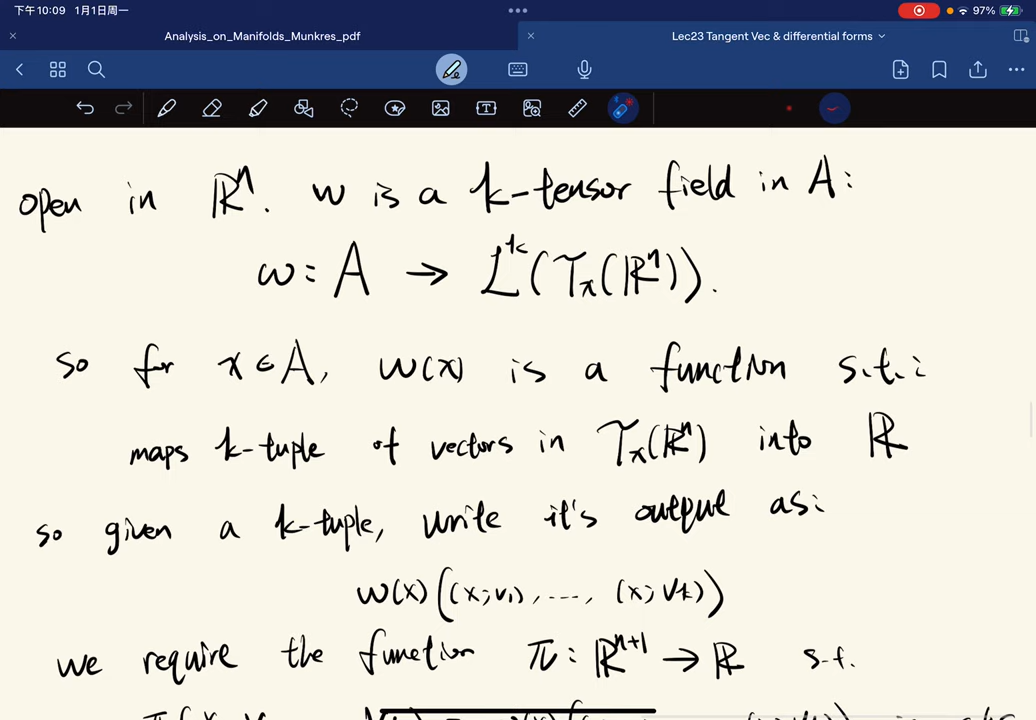 下午10:09 1月1日周一
97%
Analysis_on_Manifolds_Munkres_pdf
Lec23 Tangent Vec & differential forms
open in ℝⁿ. w is a k-tensor field in A:
w: A → ℒᵏ(𝒯ₓ(ℝⁿ)).
so for x ∈ A, w(x) is a function s.t.:
maps k-tuple of vectors in 𝒯ₓ(ℝⁿ) into ℝ
so given a k-tuple, write it's output as:
w(x)((x; v₁), ..., (x; vₖ))
we require the function π: ℝⁿ⁺¹ → ℝ s.t.